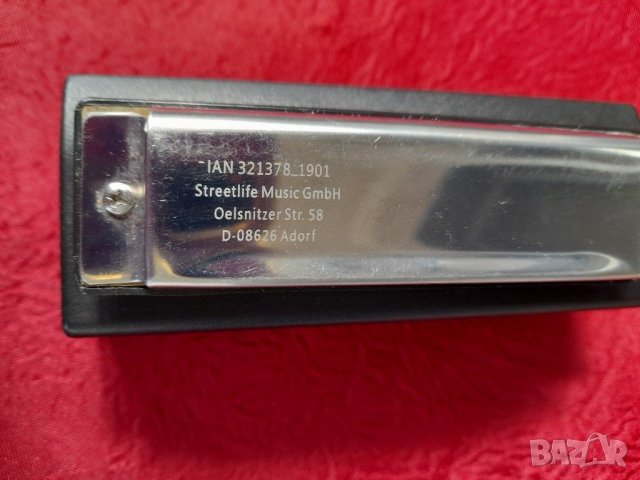 IAN 321378_1901
Streetlife Music GmbH
Oelsnitzer Str. 58
D-08626 Adorf
BAZAR